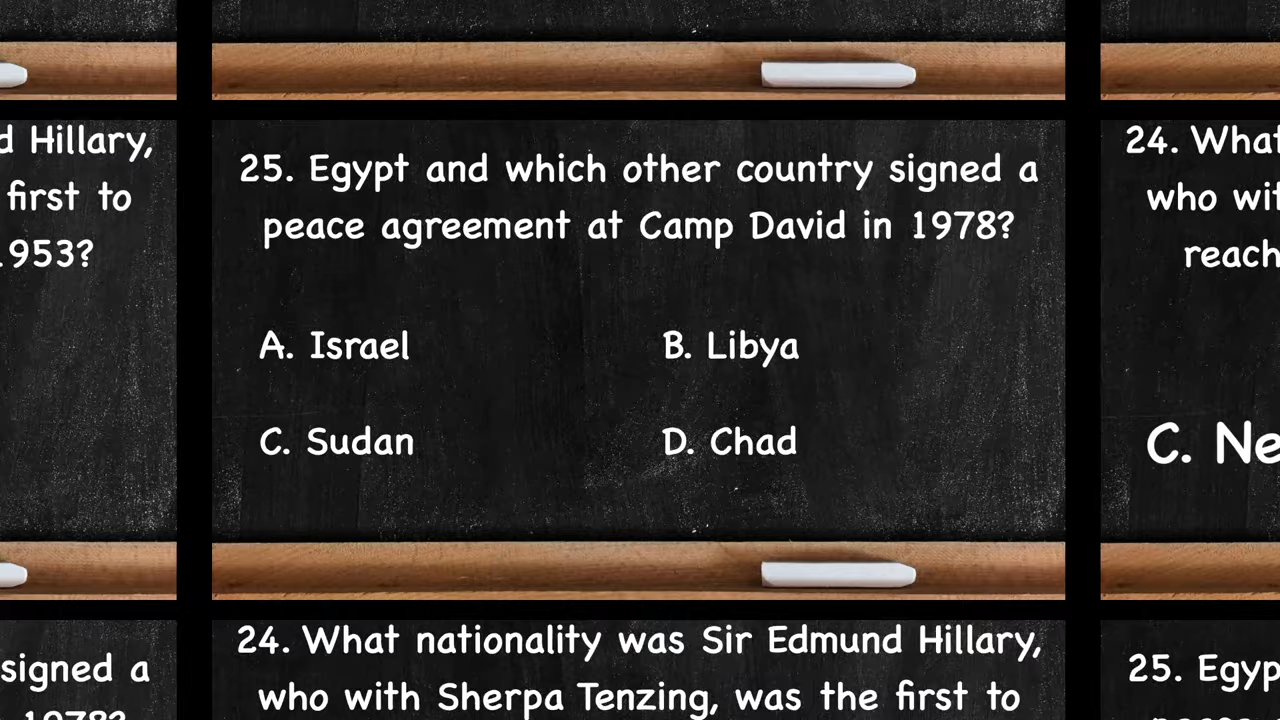 d Hillary,
first to
1953?
25. Egypt and which other country signed a
peace agreement at Camp David in 1978?
A. Israel
B. Libya
C. Sudan
D. Chad
24. What
who wit
reach
C. Ne
signed a
1978?
24. What nationality was Sir Edmund Hillary,
who with Sherpa Tenzing, was the first to
25. Egyp